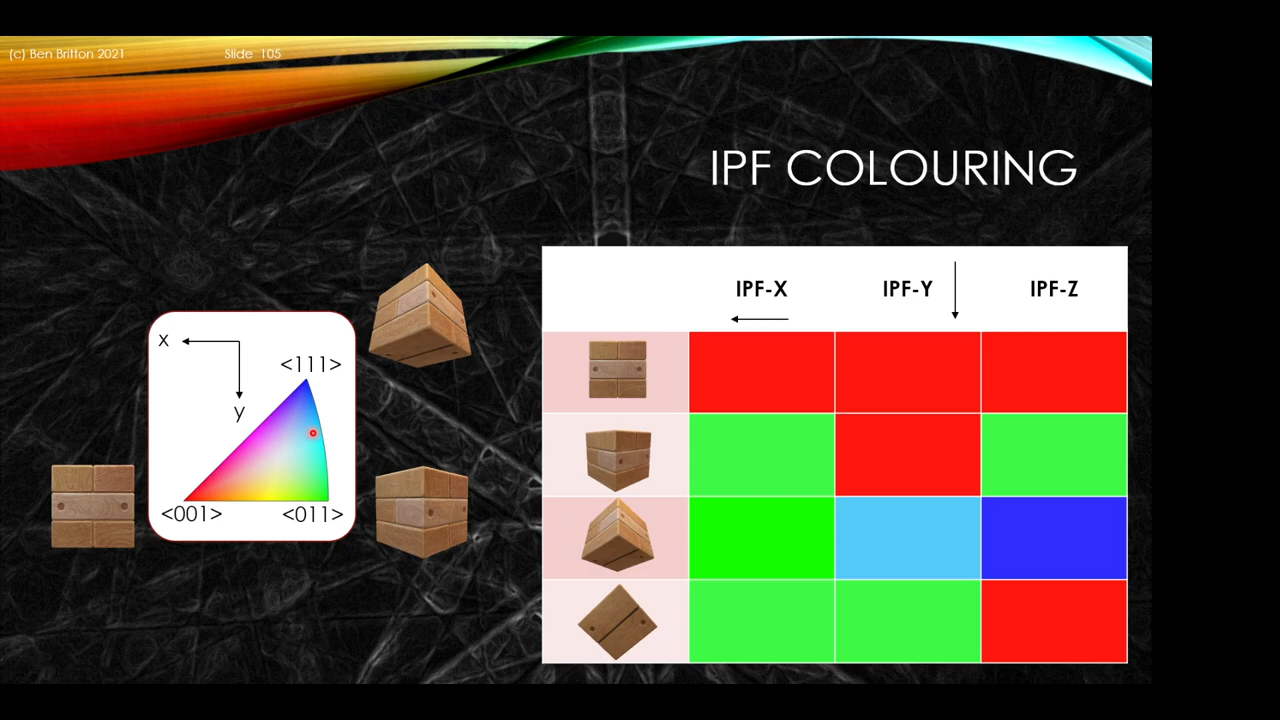 (c) Ben Britton 2021 Slide 105
IPF COLOURING
IPF-X IPF-Y IPF-Z
x
<111>
y
<001> <011>